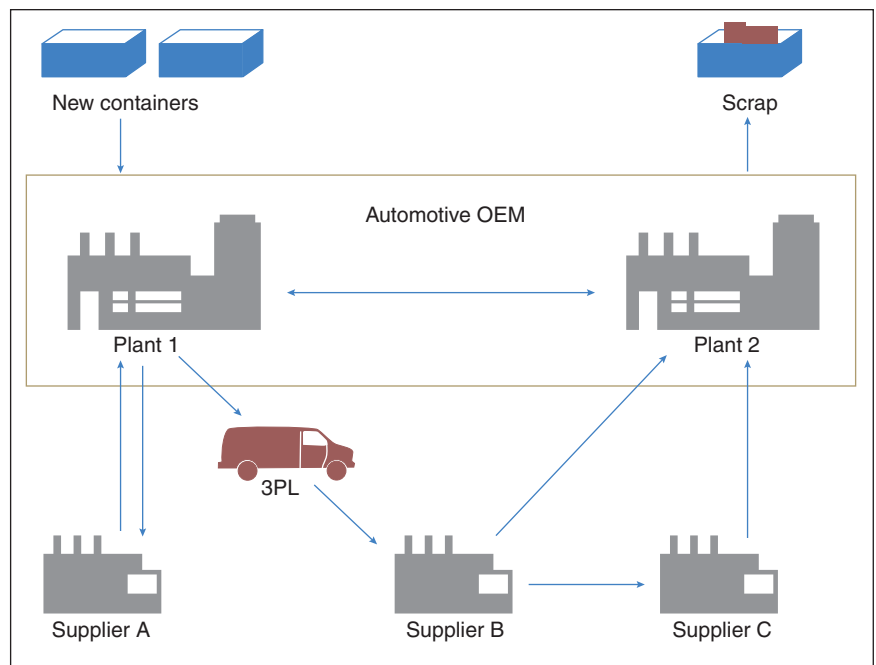 New containers
Scrap
Automotive OEM
Plant 1
Plant 2
3PL
Supplier A
Supplier B
Supplier C